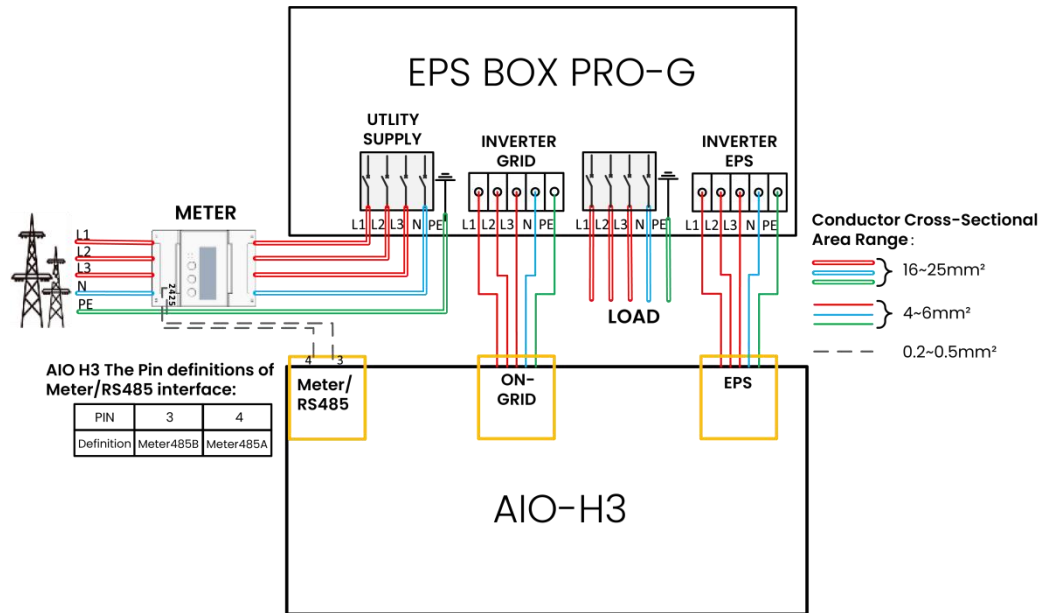 EPS BOX PRO-G
UTLITY
SUPPLY
INVERTER
GRID
INVERTER
EPS
L1 L2 L3 N PE
L1 L2 L3 N PE
L1 L2 L3 N PE
L1 L2 L3 N PE
METER
L1
L2
L3
N
PE
24 25
LOAD
Conductor Cross-Sectional
Area Range:
16~25mm²
4~6mm²
0.2~0.5mm²
4 3
AIO H3 The Pin definitions of
Meter/RS485 interface:
PIN 3 4
Definition Meter485B Meter485A
Meter/
RS485
ON-
GRID
EPS
AIO-H3